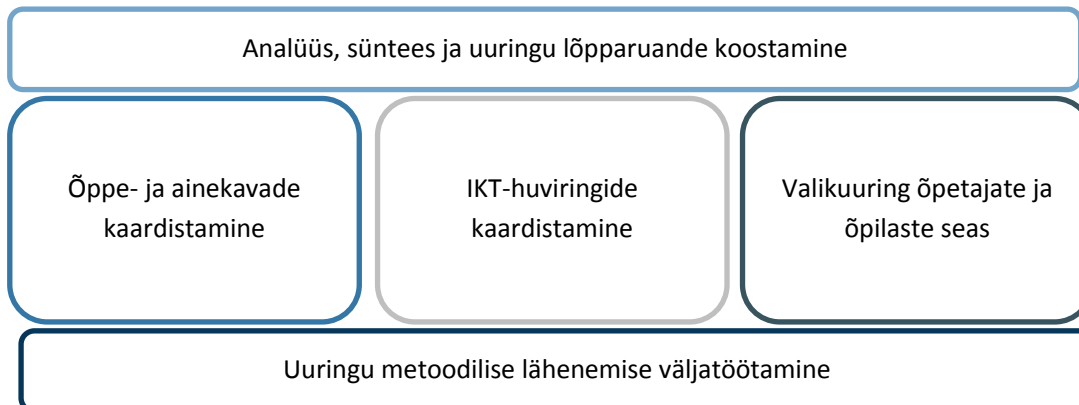 Analüüs, süntees ja uuringu lõpparuande koostamine
Õppe- ja ainekavade
kaardistamine
IKT-huviringide
kaardistamine
Valikuuring õpetajate ja
õpilaste seas
Uuringu metoodilise lähenemise väljatöötamine